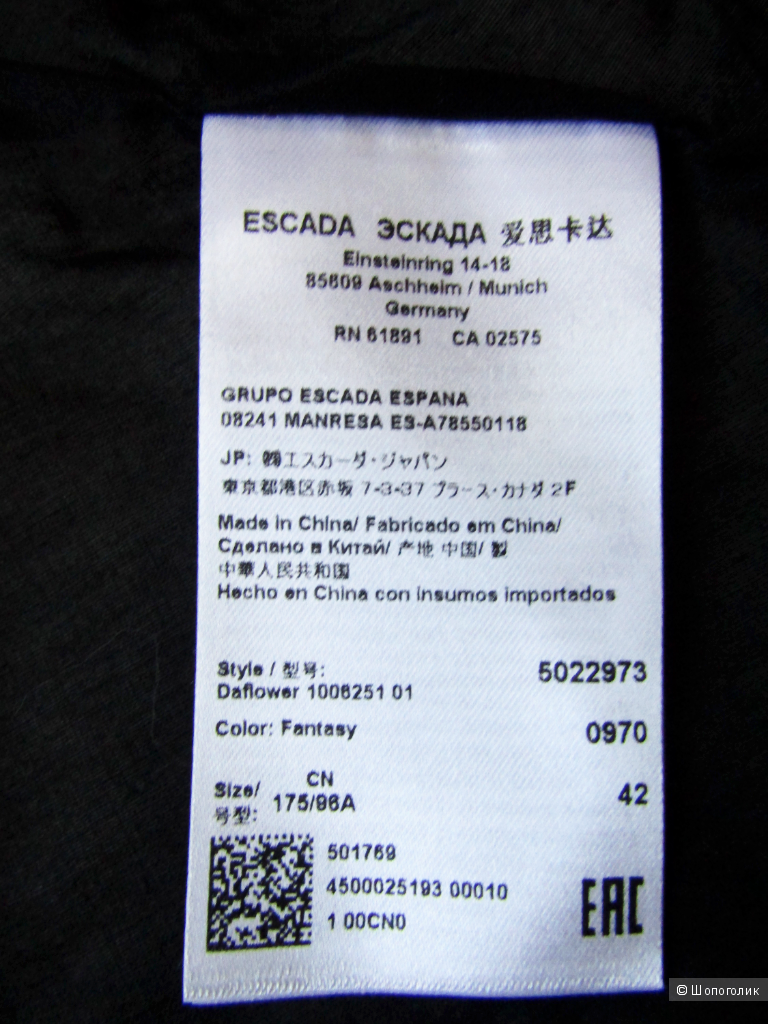 ESCADA ЭСКАДА 爱思卡达
Einsteinring 14-18
85609 Aschheim / Munich
Germany
RN 61891 CA 02575
GRUPO ESCADA ESPANA
08241 MANRESA ES-A78550118
JP: ㈱エスカーダ・ジャパン
東京都港区赤坂 7-3-37 プラース・カナダ 2F
Made in China/ Fabricado em China/
Сделано в Китай/ 产地 中国/ 製
中華人民共和国
Hecho en China con insumos importados
Style / 型号: 5022973
Daflower 1006251 01
Color: Fantasy 0970
Size/ CN
号型: 175/96A 42
501769
4500025193 00010
1 00CN0
EAC
© Шопоголик